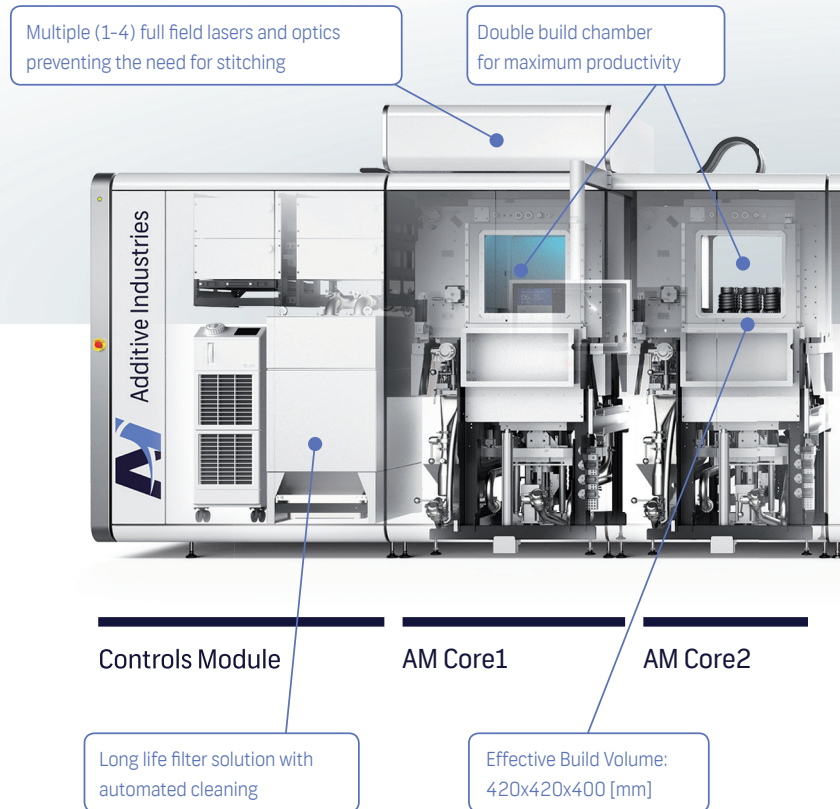 Multiple (1-4) full field lasers and optics
preventing the need for stitching
Double build chamber
for maximum productivity
Additive Industries
Controls Module
AM Core1
AM Core2
Long life filter solution with
automated cleaning
Effective Build Volume:
420x420x400 [mm]